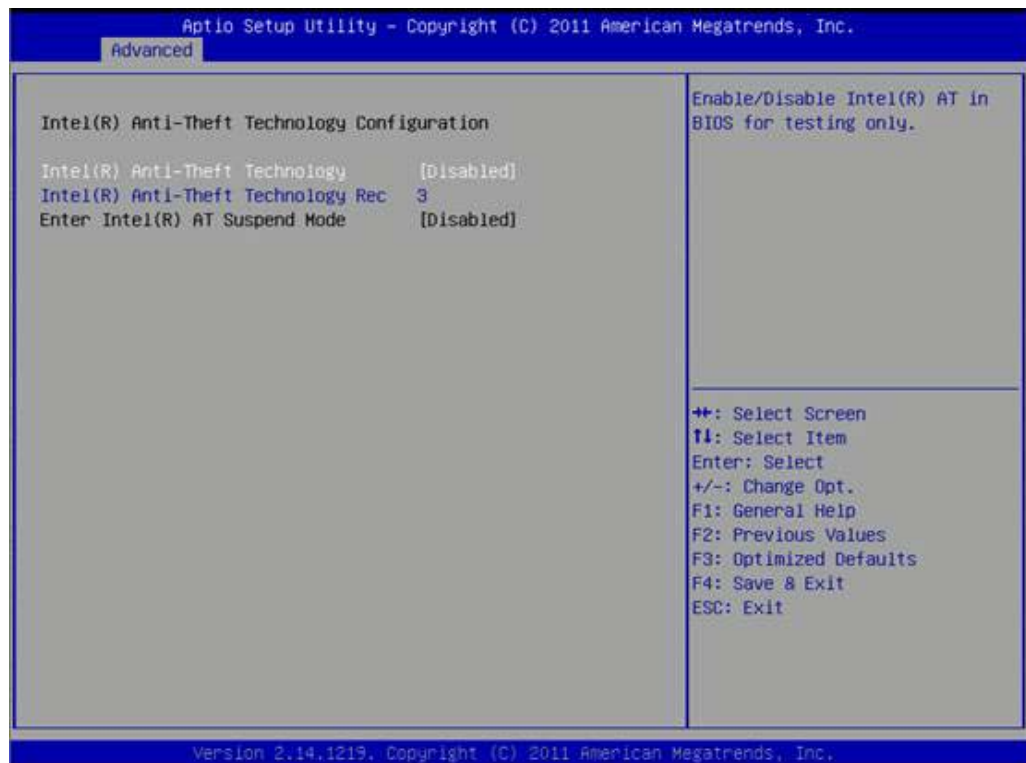 Aptio Setup Utility – Copyright (C) 2011 American Megatrends, Inc.
Advanced
Intel(R) Anti-Theft Technology Configuration
Intel(R) Anti-Theft Technology [Disabled]
Intel(R) Anti-Theft Technology Rec 3
Enter Intel(R) AT Suspend Mode [Disabled]
Enable/Disable Intel(R) AT in
BIOS for testing only.
→←: Select Screen
↑↓: Select Item
Enter: Select
+/-: Change Opt.
F1: General Help
F2: Previous Values
F3: Optimized Defaults
F4: Save & Exit
ESC: Exit
Version 2.14.1219. Copyright (C) 2011 American Megatrends, Inc.